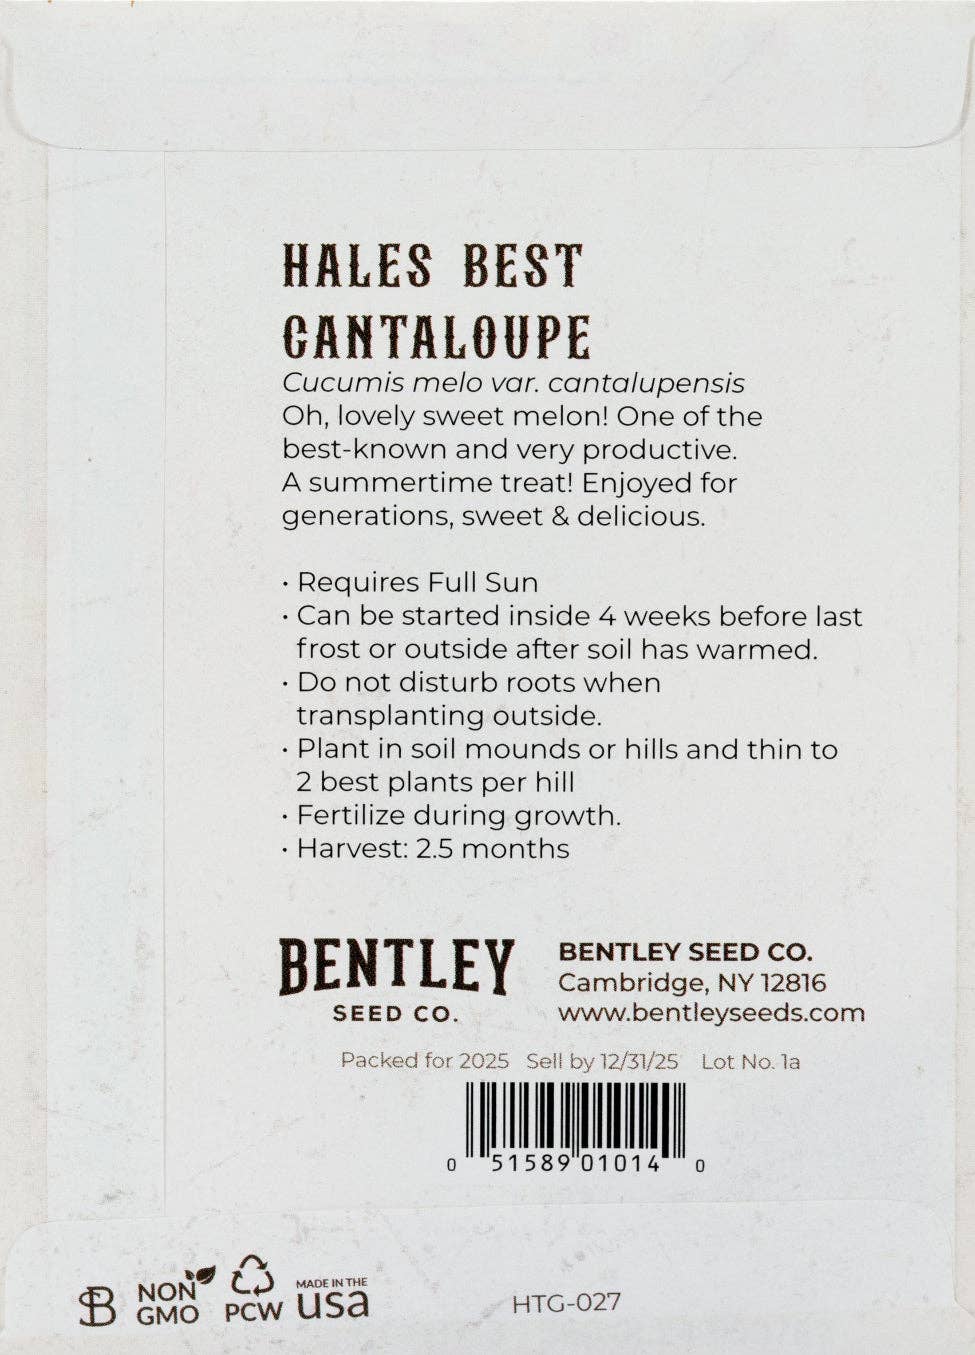 HALES BEST
CANTALOUPE
Cucumis melo var. cantalupensis
Oh, lovely sweet melon! One of the
best-known and very productive.
A summertime treat! Enjoyed for
generations, sweet & delicious.
• Requires Full Sun
• Can be started inside 4 weeks before last
frost or outside after soil has warmed.
• Do not disturb roots when
transplanting outside.
• Plant in soil mounds or hills and thin to
2 best plants per hill
• Fertilize during growth.
• Harvest: 2.5 months
BENTLEY
SEED CO.
BENTLEY SEED CO.
Cambridge, NY 12816
www.bentleyseeds.com
Packed for 2025 Sell by 12/31/25 Lot No. 1a
0 51589 01014 0
B NON GMO PCW MADE IN THE usa
HTG-027